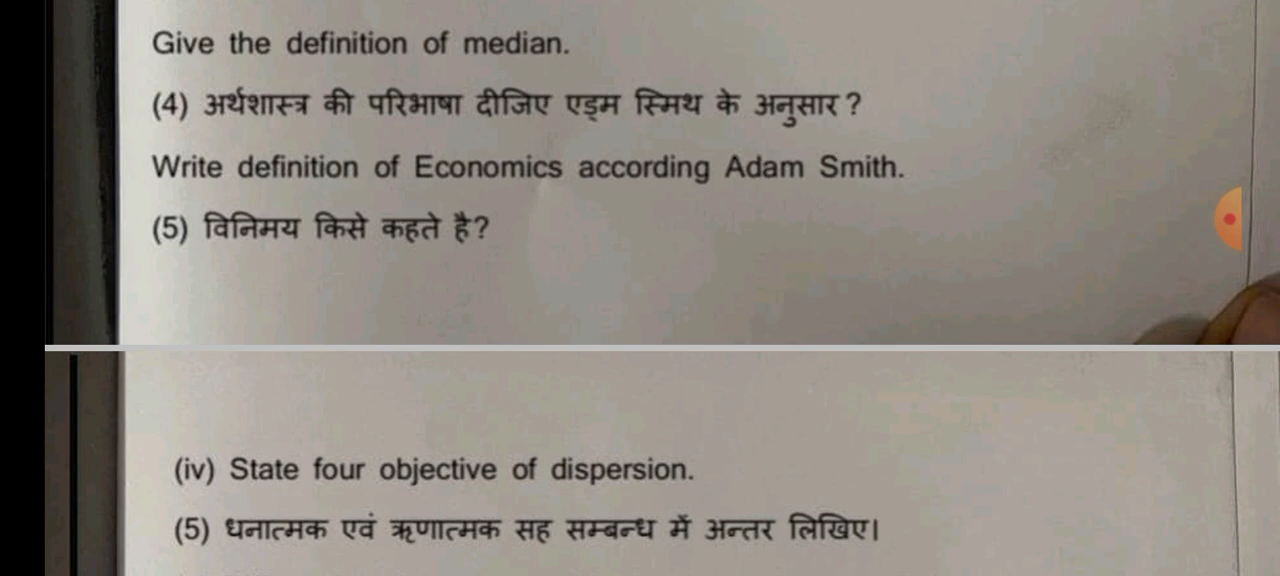 Give the definition of median.
(4) अर्थशास्त्र की परिभाषा दीजिए एड्म स्मिथ के अनुसार?
Write definition of Economics according Adam Smith.
(5) विनिमय किसे कहते है?
(iv) State four objective of dispersion.
(5) धनात्मक एवं ऋणात्मक सह सम्बन्ध में अन्तर लिखिए।